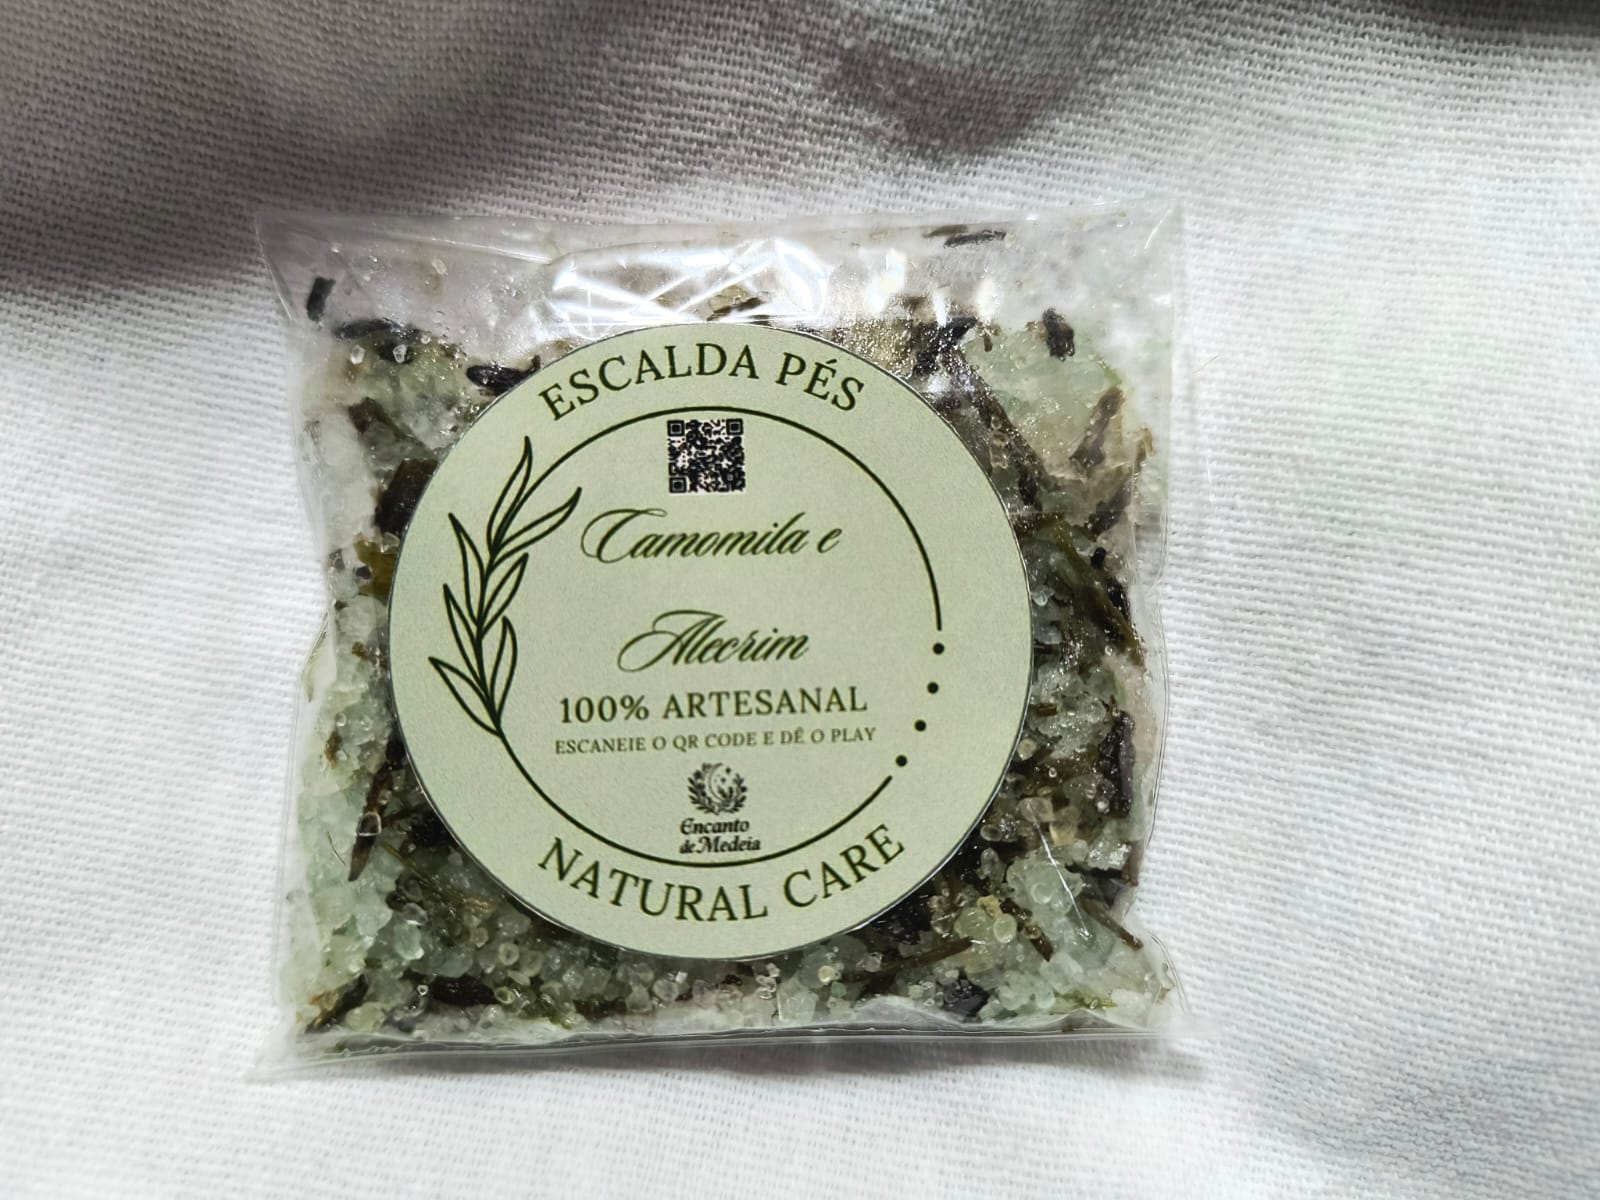 ESCALDA PÉS
Camomila e
Alecrim
100% ARTESANAL
ESCANEIE O QR CODE E DÊ O PLAY
Encanto
de Medeia
NATURAL CARE